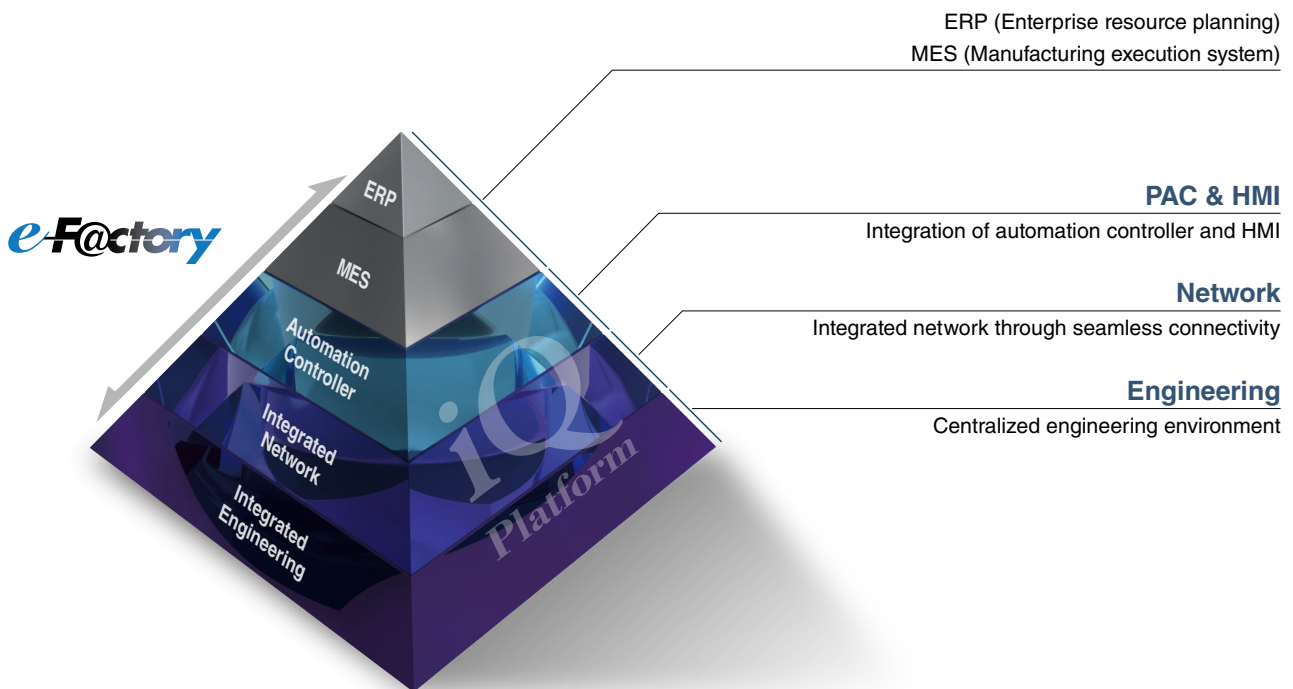 ERP (Enterprise resource planning)
MES (Manufacturing execution system)
PAC & HMI
Integration of automation controller and HMI
Network
Integrated network through seamless connectivity
Engineering
Centralized engineering environment
e-F@ctory
ERP
MES
Automation
Controller
Integrated
Network
Integrated
Engineering
iQ
Platform